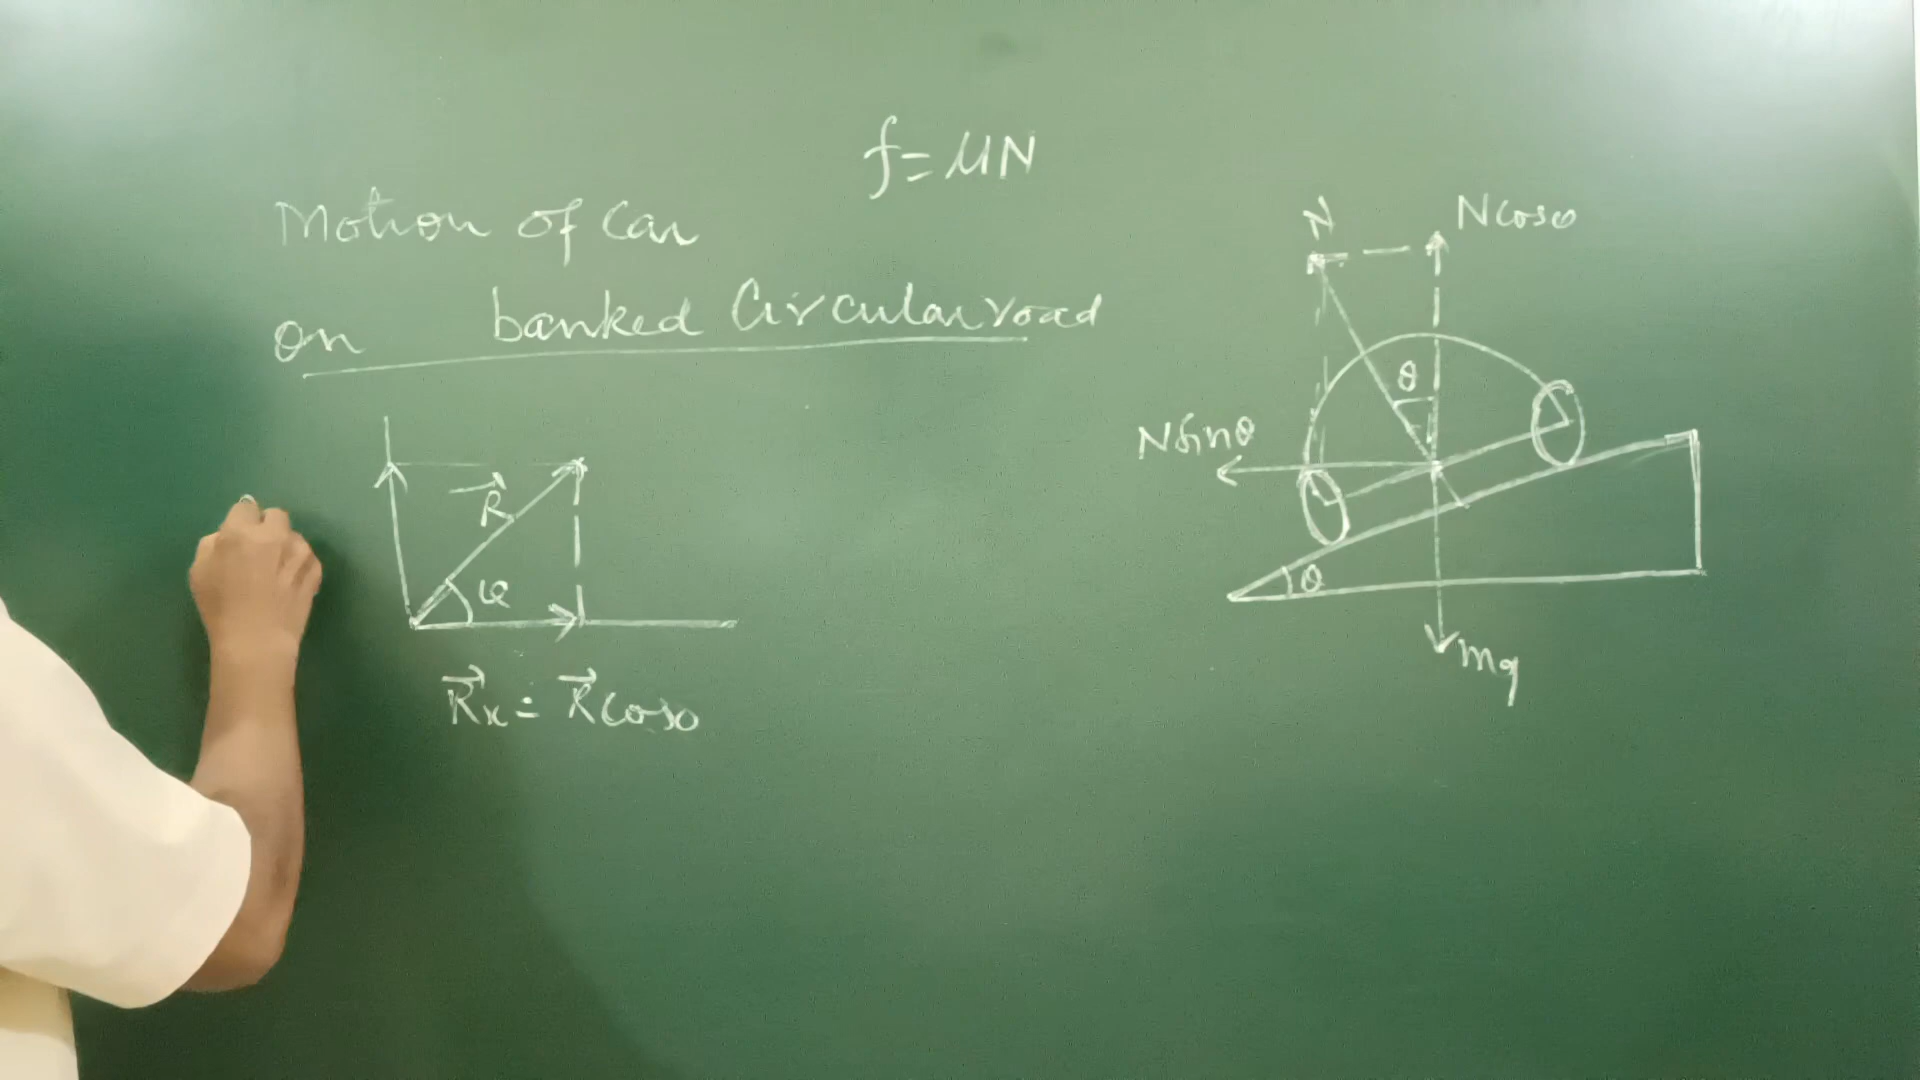 f=μN
Motion of Car
on banked Circular road
N
Ncosθ
θ
Nsinθ
θ
mg
R
θ
Rx = Rcosθ